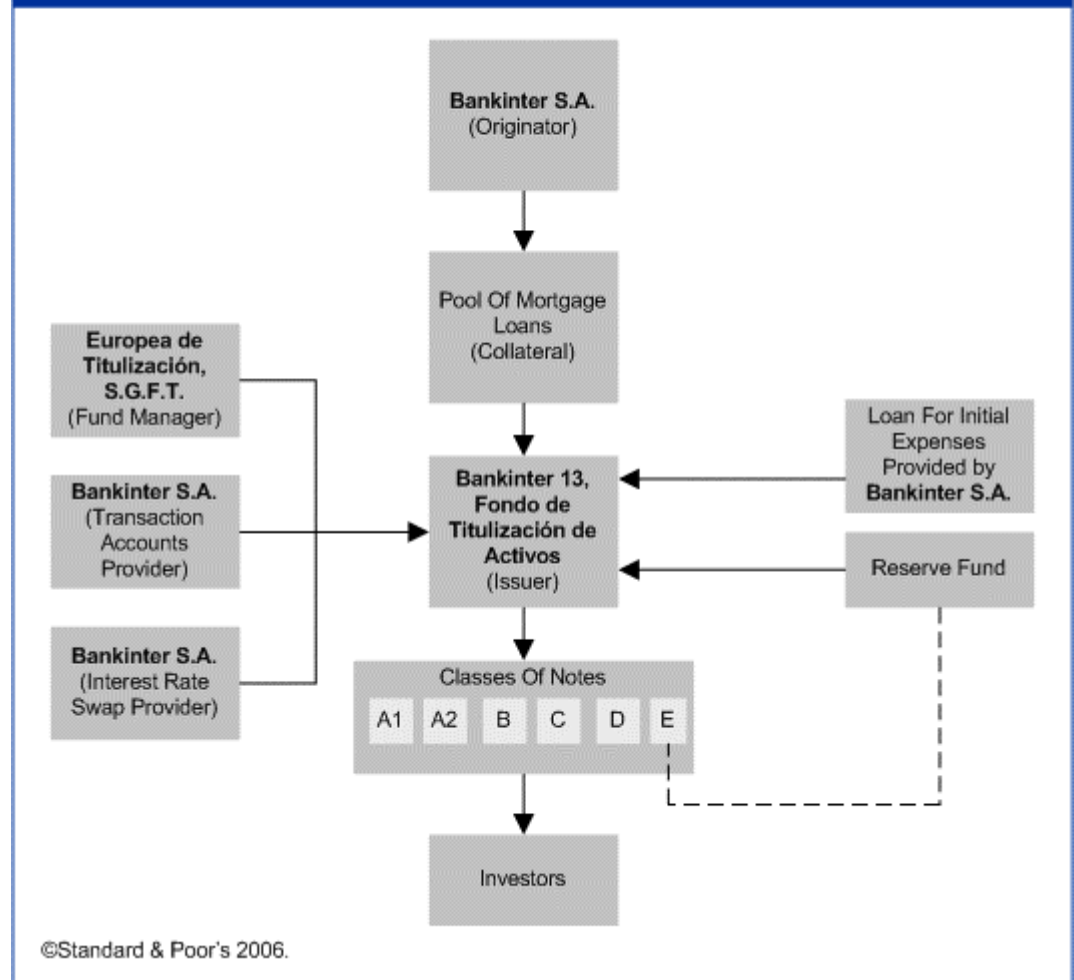 Bankinter S.A.
(Originator)
Pool Of Mortgage
Loans
(Collateral)
Europea de
Titulización,
S.G.F.T.
(Fund Manager)
Bankinter S.A.
(Transaction
Accounts
Provider)
Bankinter S.A.
(Interest Rate
Swap Provider)
Bankinter 13,
Fondo de
Titulización de
Activos
(Issuer)
Loan For Initial
Expenses
Provided by
Bankinter S.A.
Reserve Fund
Classes Of Notes
A1 A2 B C D E
Investors
©Standard & Poor's 2006.